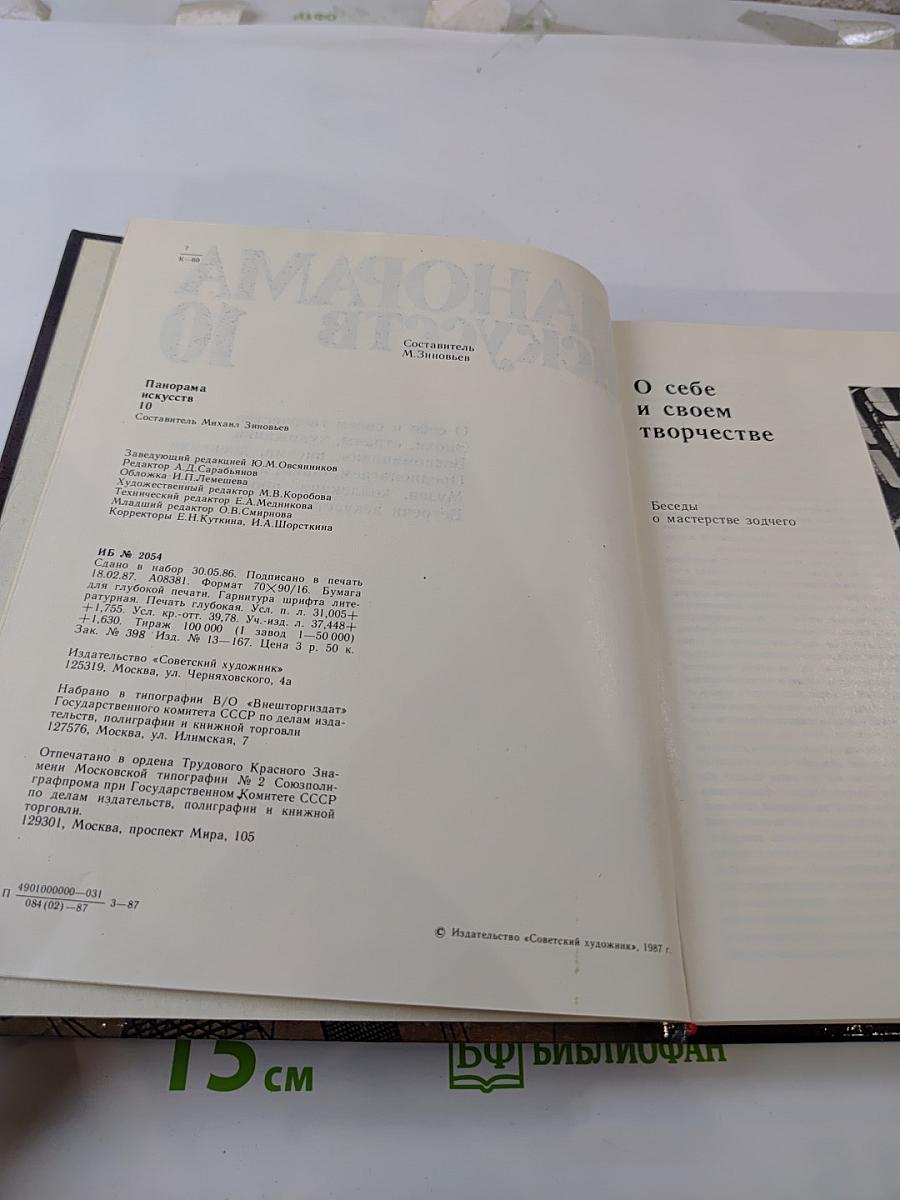 7
К—80
Составитель
М.Зиновьев
Панорама
искусств
10
Составитель Михаил Зиновьев
Заведующий редакцией Ю.М.Овсянников
Редактор А.Д.Сарабьянов
Обложка И.П.Лемешева
Художественный редактор М.В.Коробова
Технический редактор Е.А.Медникова
Младший редактор О.В.Смирнова
Корректоры Е.Н.Куткина, И.А.Шорсткина
ИБ № 2054
Сдано в набор 30.05.86. Подписано в печать
18.02.87. А08381. Формат 70×90/16. Бумага
для глубокой печати. Гарнитура шрифта лите-
ратурная. Печать глубокая. Усл. п. л. 31,005+
+1,755. Усл. кр.-отт. 39,78. Уч.-изд. л. 37,448+
+1,630. Тираж 100 000 (1 завод 1—50 000)
Зак. № 398 Изд. № 13—167. Цена 3 р. 50 к.
Издательство «Советский художник»
125319, Москва, ул. Черняховского, 4а
Набрано в типографии В/О «Внешторгиздат»
Государственного комитета СССР по делам изда-
тельств, полиграфии и книжной торговли
127576, Москва, ул. Илимская, 7
Отпечатано в ордена Трудового Красного Зна-
мени Московской типографии № 2 Союзполи-
графпрома при Государственном Комитете СССР
по делам издательств, полиграфии и книжной
торговли.
129301, Москва, проспект Мира, 105
П 4901000000—031
084(02)—87 3—87
© Издательство «Советский художник», 1987 г.
О себе
и своем
творчестве
Беседы
о мастерстве зодчего
15 см
БФ БИБЛИОФАН